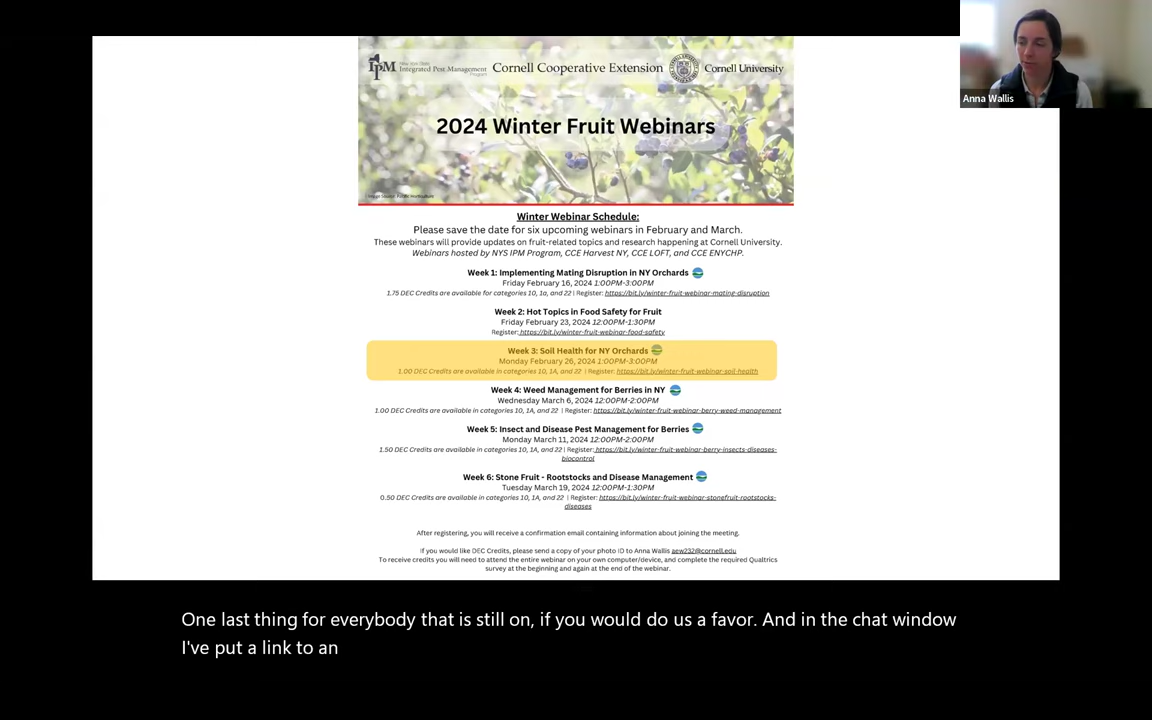 New York State
IPM Integrated Pest Management Cornell Cooperative Extension Cornell University
Program
Anna Wallis
2024 Winter Fruit Webinars
Winter Webinar Schedule:
Please save the date for six upcoming webinars in February and March.
These webinars will provide updates on fruit-related topics and research happening at Cornell University.
Webinars hosted by NYS IPM Program, CCE Harvest NY, CCE LOFT, and CCE ENYCHP.
Week 1: Implementing Mating Disruption in NY Orchards
Friday February 16, 2024 1:00PM-3:00PM
1.75 DEC Credits are available for categories 10, 1a, and 22 | Register: https://bit.ly/winter-fruit-webinar-mating-disruption
Week 2: Hot Topics in Food Safety for Fruit
Friday February 23, 2024 12:00PM-1:30PM
Register: https://bit.ly/winter-fruit-webinar-food-safety
Week 3: Soil Health for NY Orchards
Monday February 26, 2024 1:00PM-3:00PM
1.00 DEC Credits are available in categories 10, 1A, and 22 | Register: https://bit.ly/winter-fruit-webinar-soil-health
Week 4: Weed Management for Berries in NY
Wednesday March 6, 2024 12:00PM-2:00PM
1.00 DEC Credits are available in categories 10, 1A, and 22 | Register: https://bit.ly/winter-fruit-webinar-berry-weed-management
Week 5: Insect and Disease Pest Management for Berries
Monday March 11, 2024 12:00PM-2:00PM
1.50 DEC Credits are available in categories 10, 1A, and 22 | Register: https://bit.ly/winter-fruit-webinar-berry-insects-diseases-
biocontrol
Week 6: Stone Fruit - Rootstocks and Disease Management
Tuesday March 19, 2024 12:00PM-1:30PM
0.50 DEC Credits are available in categories 10, 1A, and 22 | Register: https://bit.ly/winter-fruit-webinar-stonefruit-rootstocks-
diseases
After registering, you will receive a confirmation email containing information about joining the meeting.
If you would like DEC Credits, please send a copy of your photo ID to Anna Wallis aew232@cornell.edu
To receive credits you will need to attend the entire webinar on your own computer/device, and complete the required Qualtrics
survey at the beginning and again at the end of the webinar.
One last thing for everybody that is still on, if you would do us a favor. And in the chat window
I've put a link to an